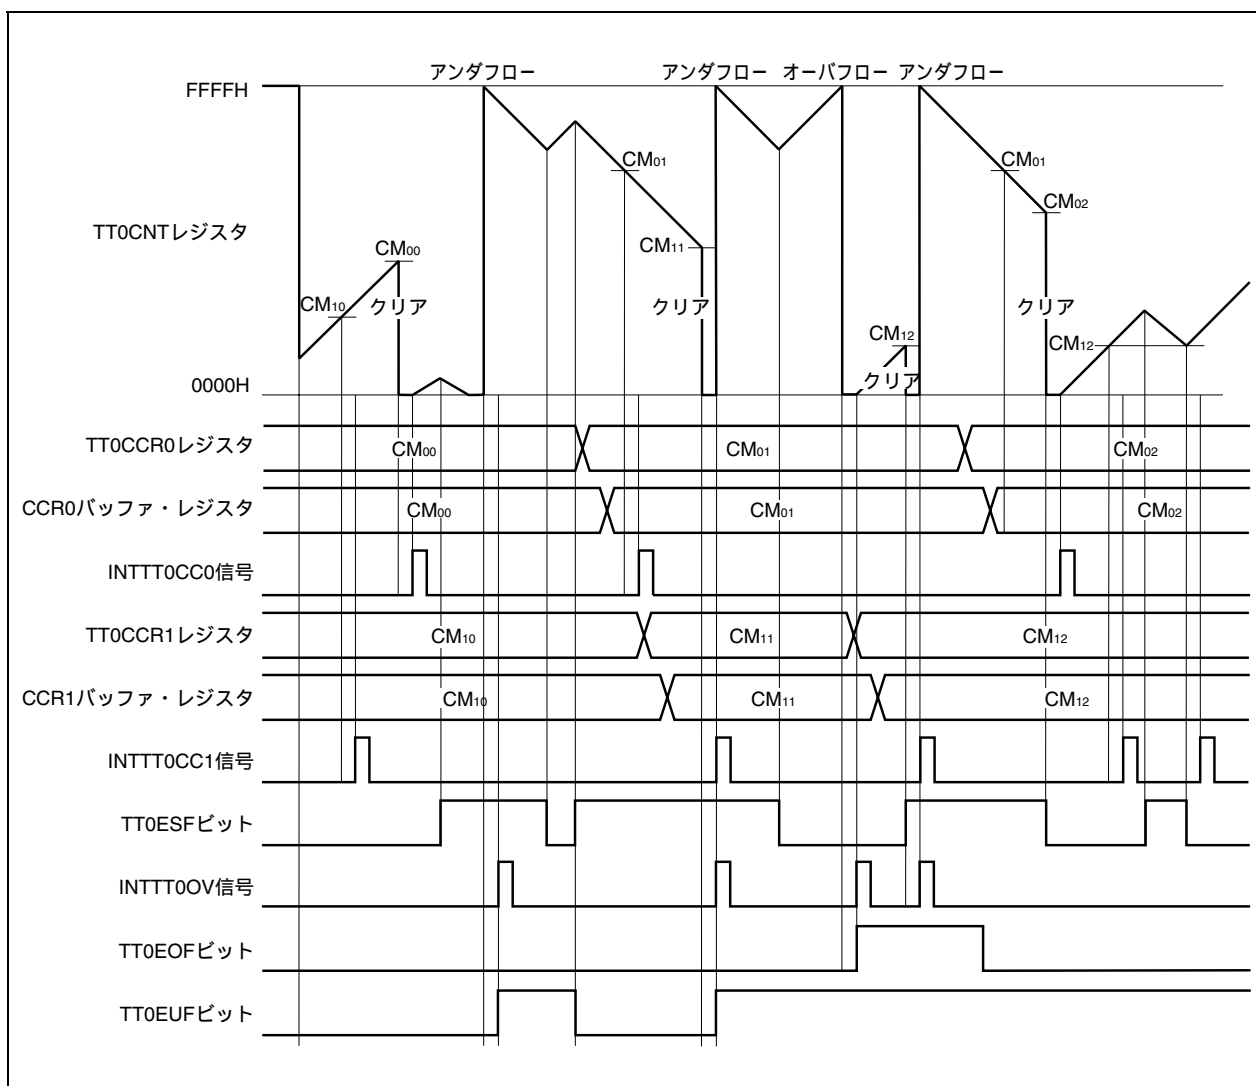 アンダフロー アンダフロー オーバフロー アンダフロー
FFFFH
CM01 CM01
CM02
TT0CNTレジスタ
CM00 CM11
CM10 クリア クリア クリア
CM12 CM12
クリア
0000H
TT0CCR0レジスタ CM00 CM01 CM02
CCR0バッファ・レジスタ CM00 CM01 CM02
INTTT0CC0信号
TT0CCR1レジスタ CM10 CM11 CM12
CCR1バッファ・レジスタ CM10 CM11 CM12
INTTT0CC1信号
TT0ESFビット
INTTT0OV信号
TT0EOFビット
TT0EUFビット